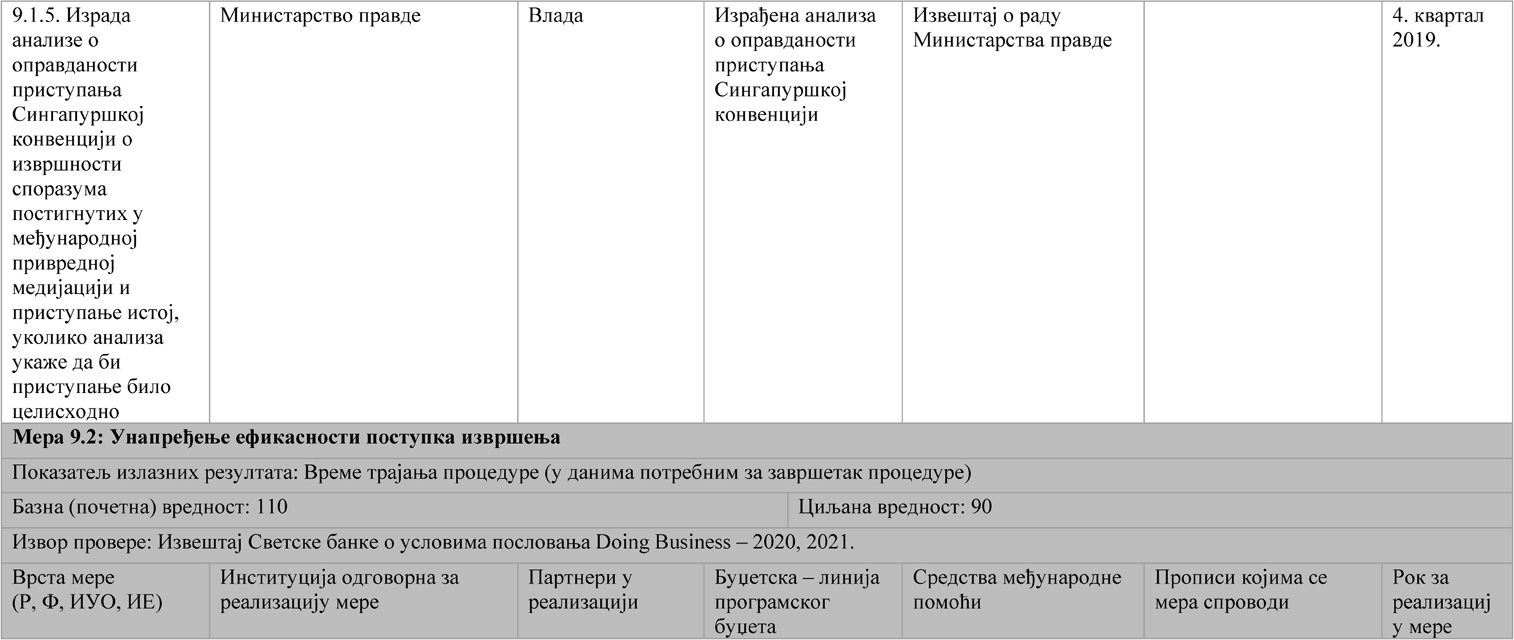 9.1.5. Израда
анализе о
оправданости
приступања
Сингапуршкој
конвенцији о
извршности
споразума
постигнутих у
међународној
привредној
медијацији и
приступање истој,
уколико анализа
укаже да би
приступање било
целисходно
Министарство правде
Влада
Израђена анализа
о оправданости
приступања
Сингапуршкој
конвенцији
Извештај о раду
Министарства правде
4. квартал
2019.
Мера 9.2: Унапређење ефикасности поступка извршења
Показатељ излазних резултата: Време трајања процедуре (у данима потребним за завршетак процедуре)
Базна (почетна) вредност: 110
Циљана вредност: 90
Извор провере: Извештај Светске банке о условима пословања Doing Business – 2020, 2021.
Врста мере
(Р, Ф, ИУО, ИЕ)
Институција одговорна за
реализацију мере
Партнери у
реализацији
Буџетска – линија
програмског
буџета
Средства међународне
помоћи
Прописи којима се
мера спроводи
Рок за
реализациј
у мере